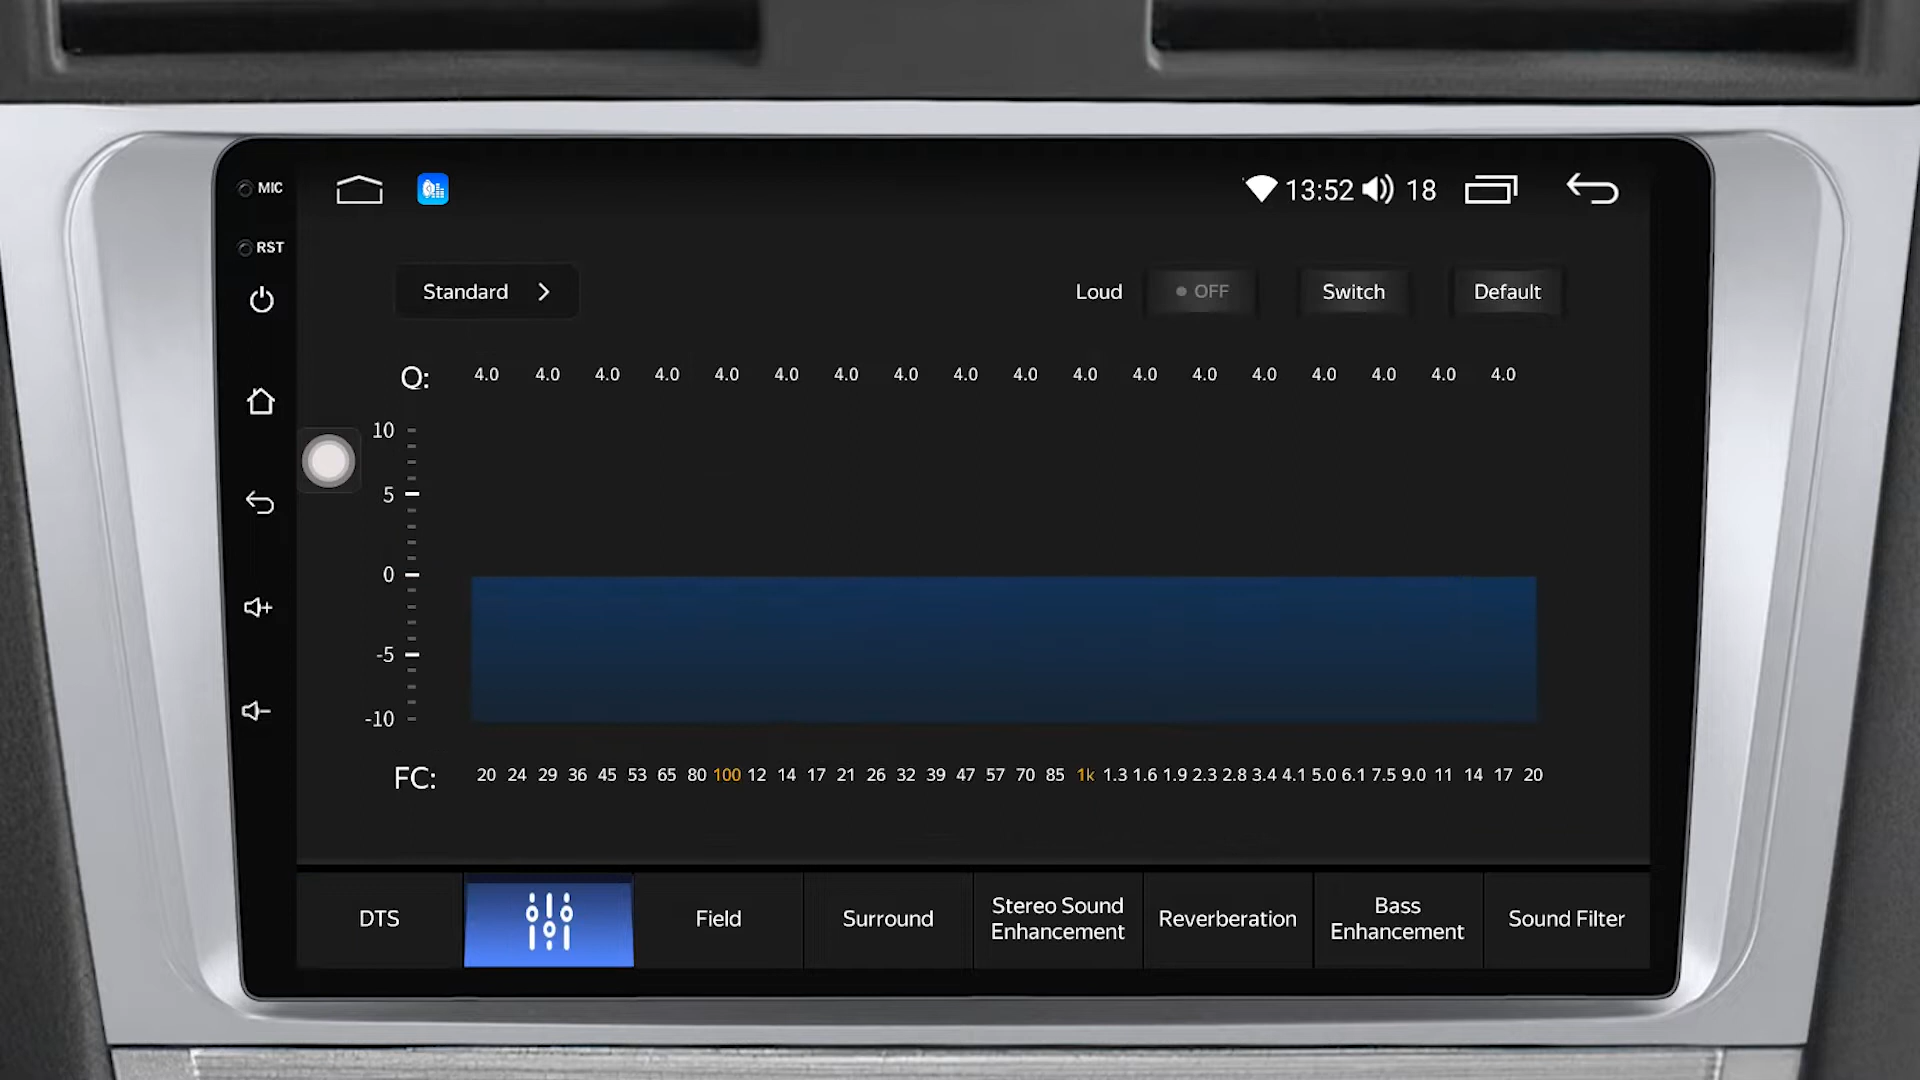 MIC
13:52 18
RST
Standard
Loud OFF Switch Default
Q: 4.0 4.0 4.0 4.0 4.0 4.0 4.0 4.0 4.0 4.0 4.0 4.0 4.0 4.0 4.0 4.0 4.0 4.0
10
5
0
-5
-10
FC: 20 24 29 36 45 53 65 80 100 12 14 17 21 26 32 39 47 57 70 85 1k 1.3 1.6 1.9 2.3 2.8 3.4 4.1 5.0 6.1 7.5 9.0 11 14 17 20
DTS
Field
Surround
Stereo Sound
Enhancement
Reverberation
Bass
Enhancement
Sound Filter